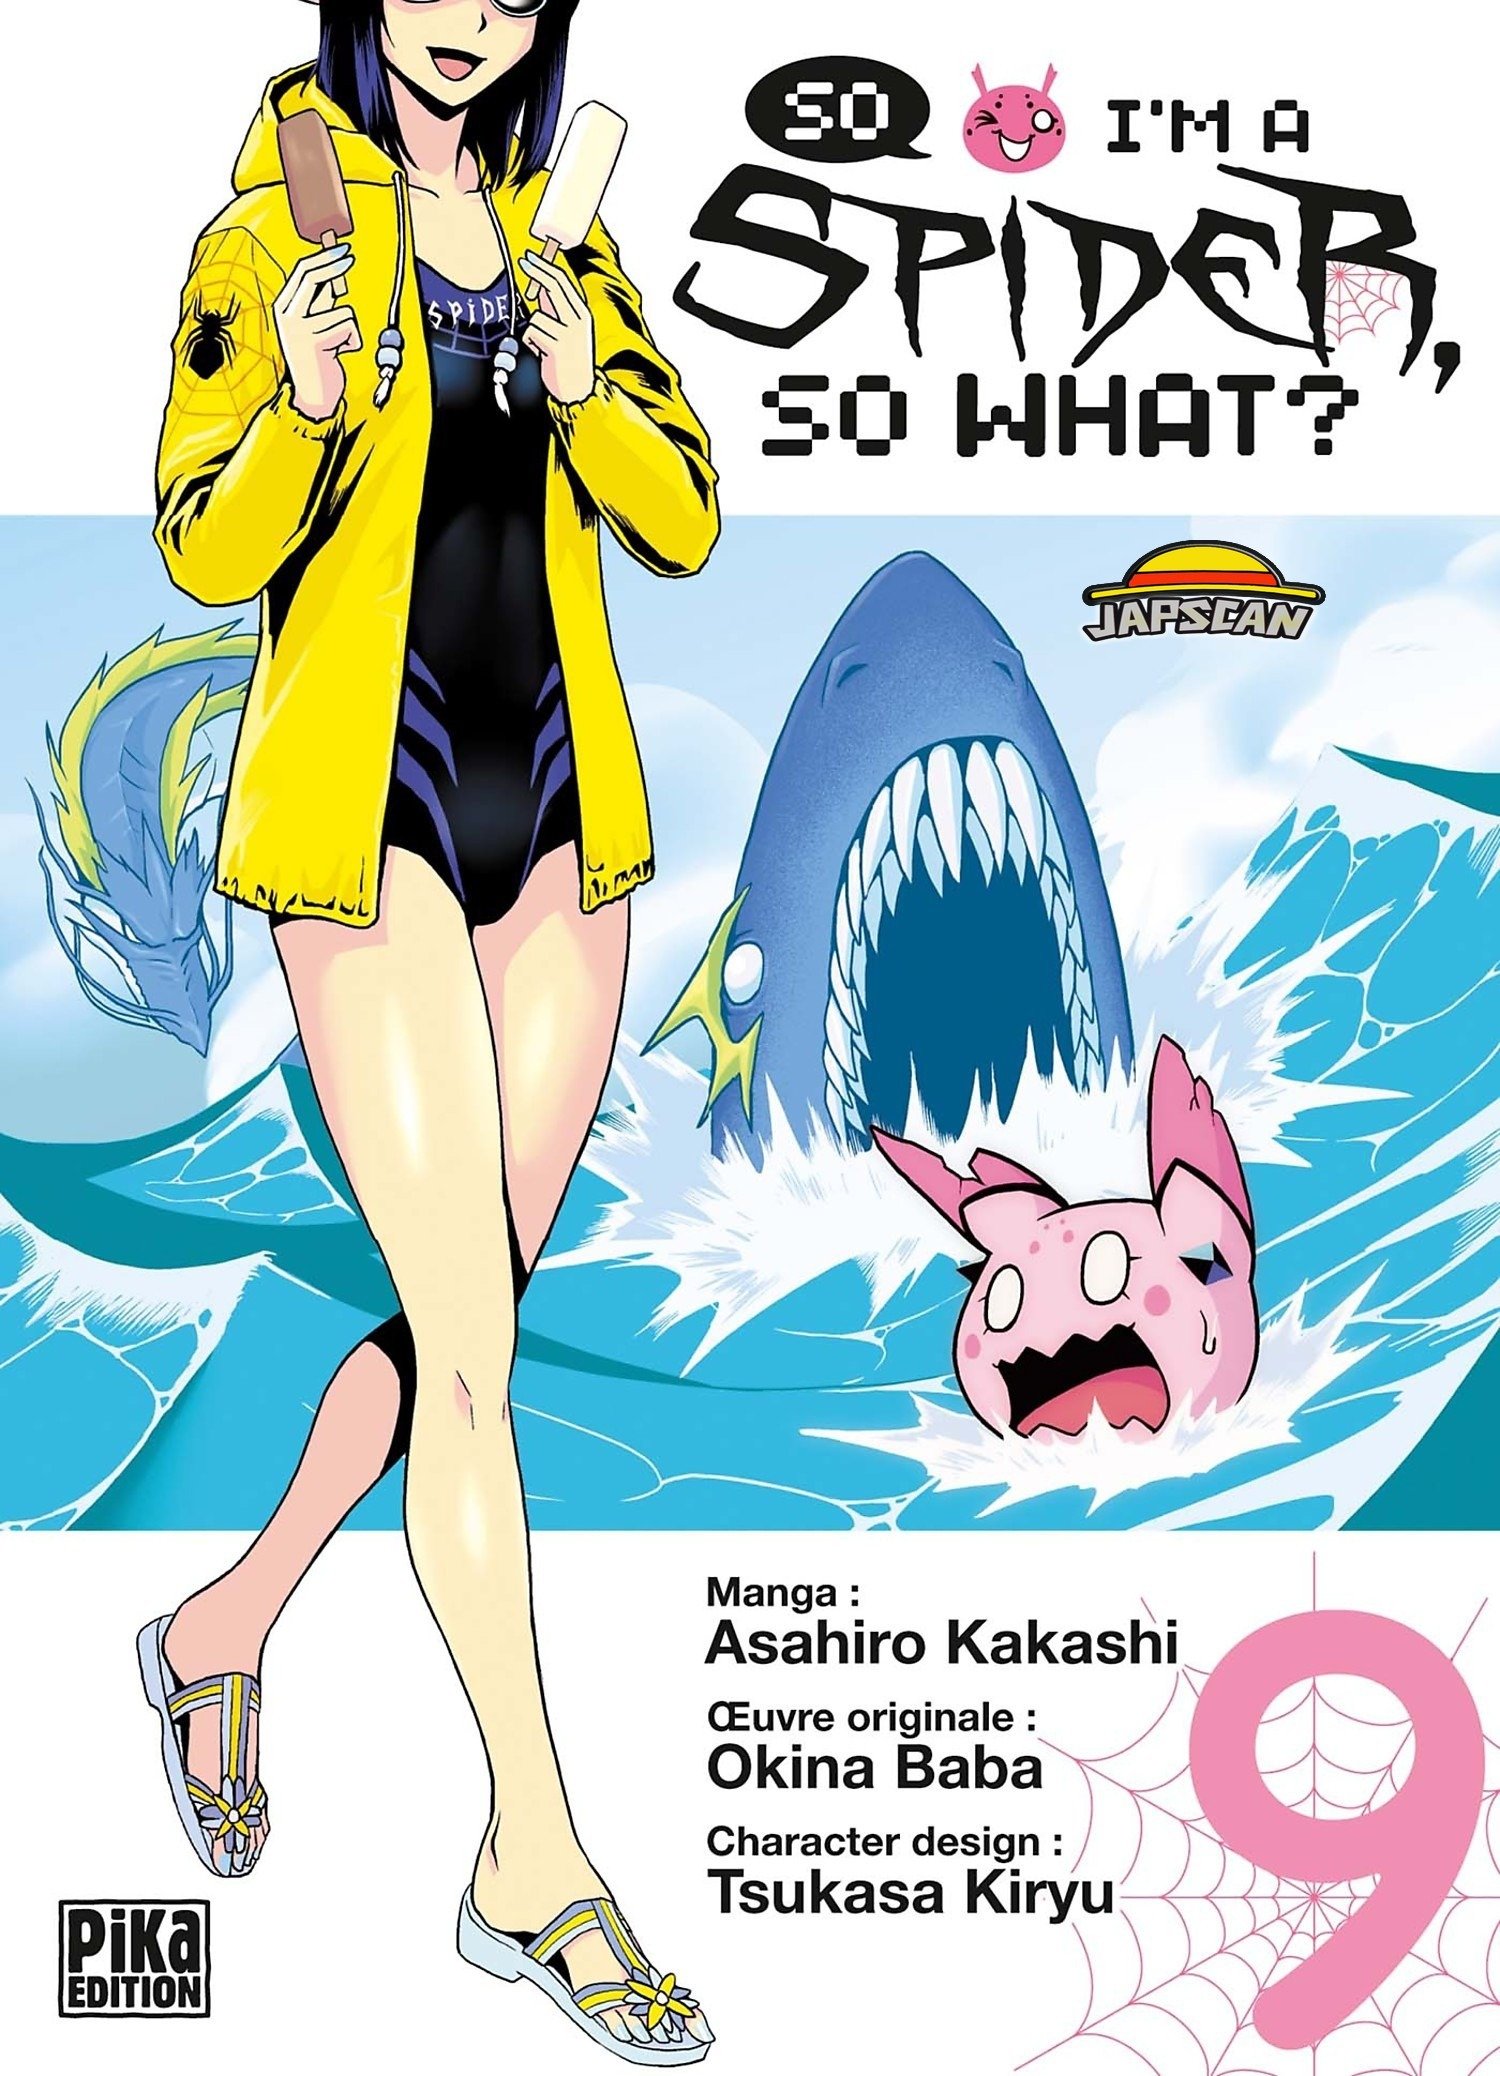 SO I'M A
SPIDER,
SO WHAT?
SPIDER
JAPSCAN
Manga :
Asahiro Kakashi
Œuvre originale :
Okina Baba
Character design :
Tsukasa Kiryu
9
PiKa
EDITION